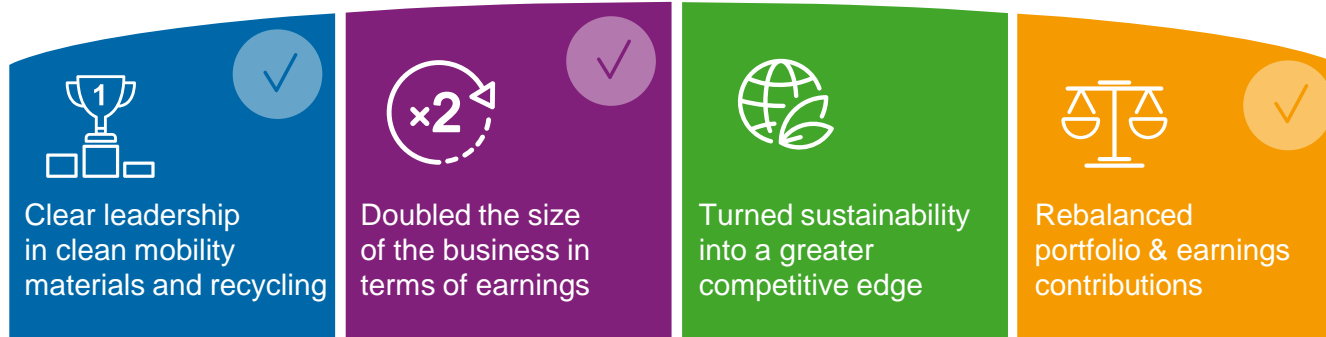 1
Clear leadership
in clean mobility
materials and recycling
×2
Doubled the size
of the business in
terms of earnings
Turned sustainability
into a greater
competitive edge
Rebalanced
portfolio & earnings
contributions